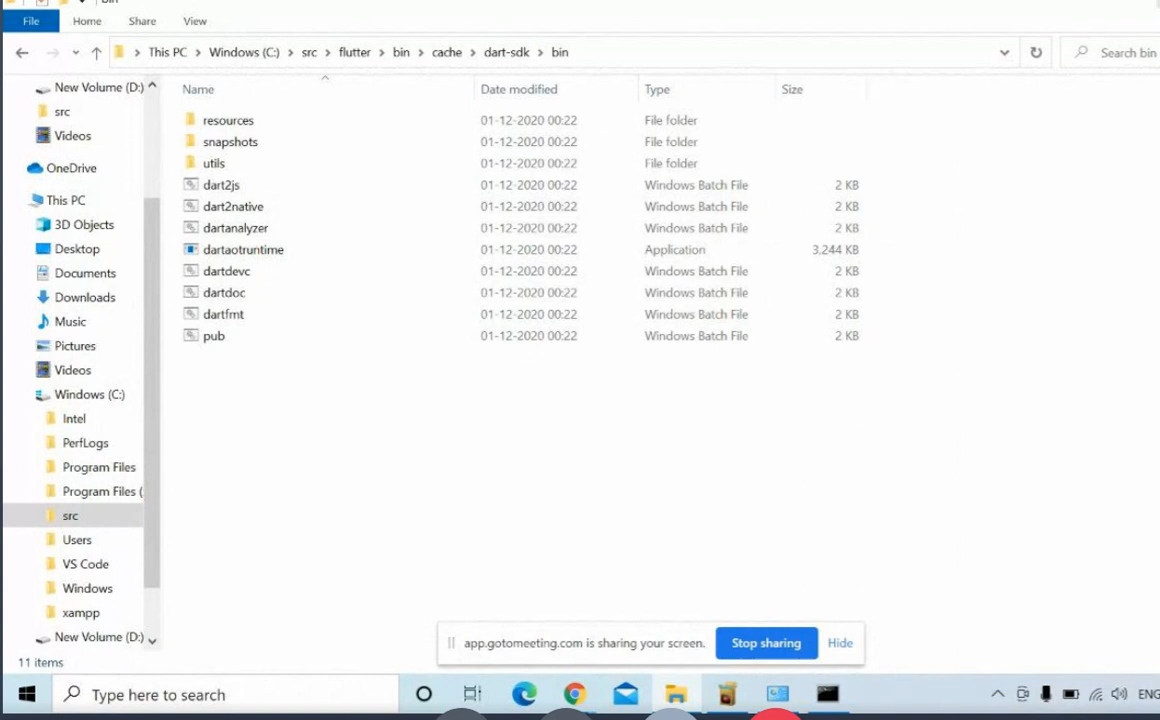 bin
File Home Share View
This PC Windows (C:) src flutter bin cache dart-sdk bin
Search bin
Name Date modified Type Size
New Volume (D:)
src
Videos
OneDrive
This PC
3D Objects
Desktop
Documents
Downloads
Music
Pictures
Videos
Windows (C:)
Intel
PerfLogs
Program Files
Program Files (
src
Users
VS Code
Windows
xampp
New Volume (D:)
resources 01-12-2020 00:22 File folder
snapshots 01-12-2020 00:22 File folder
utils 01-12-2020 00:22 File folder
dart2js 01-12-2020 00:22 Windows Batch File 2 KB
dart2native 01-12-2020 00:22 Windows Batch File 2 KB
dartanalyzer 01-12-2020 00:22 Windows Batch File 2 KB
dartaotruntime 01-12-2020 00:22 Application 3,244 KB
dartdevc 01-12-2020 00:22 Windows Batch File 2 KB
dartdoc 01-12-2020 00:22 Windows Batch File 2 KB
dartfmt 01-12-2020 00:22 Windows Batch File 2 KB
pub 01-12-2020 00:22 Windows Batch File 2 KB
app.gotomeeting.com is sharing your screen. Stop sharing Hide
11 items
Type here to search
ENG